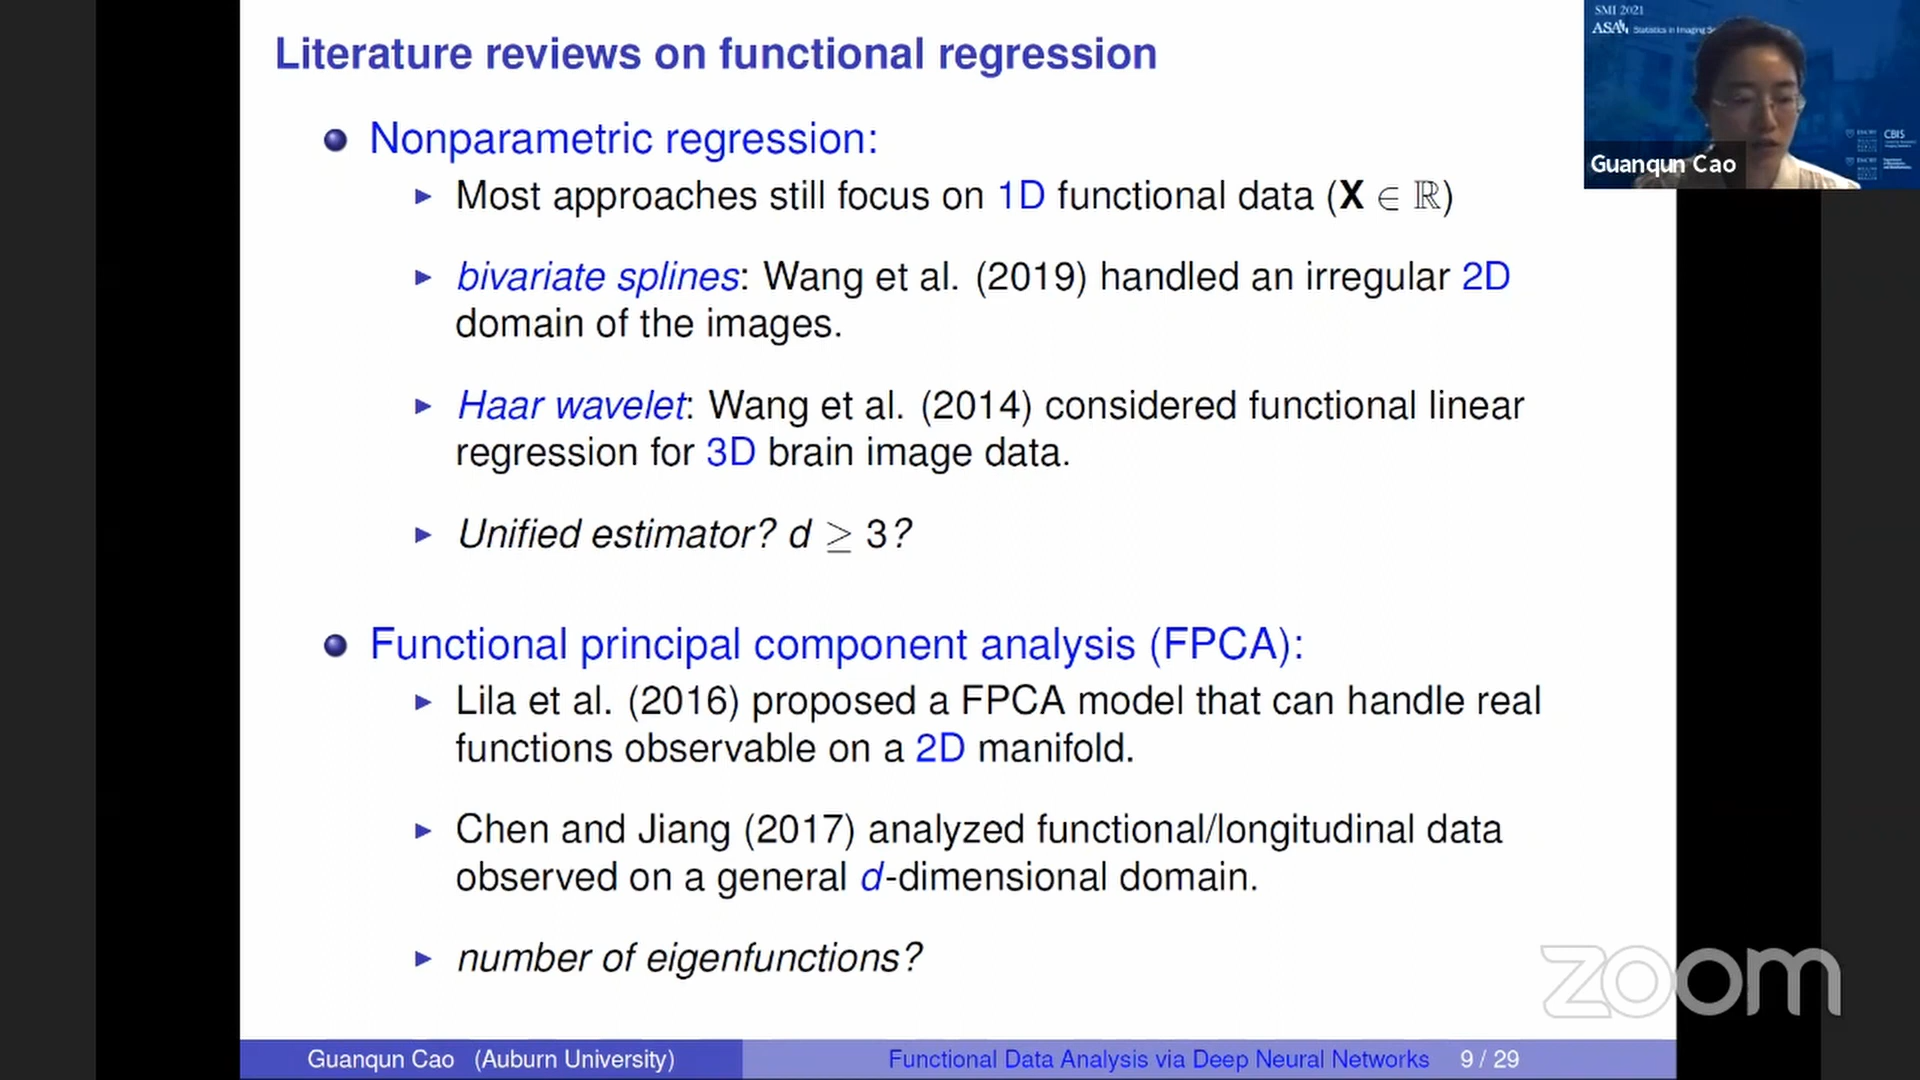 Literature reviews on functional regression
SMI 2021
ASA Statistics in Imaging
Guanqun Cao
CBIS
Nonparametric regression:
Most approaches still focus on 1D functional data (X ∈ ℝ)
bivariate splines: Wang et al. (2019) handled an irregular 2D
domain of the images.
Haar wavelet: Wang et al. (2014) considered functional linear
regression for 3D brain image data.
Unified estimator? d ≥ 3?
Functional principal component analysis (FPCA):
Lila et al. (2016) proposed a FPCA model that can handle real
functions observable on a 2D manifold.
Chen and Jiang (2017) analyzed functional/longitudinal data
observed on a general d-dimensional domain.
number of eigenfunctions?
zoom
Guanqun Cao (Auburn University) Functional Data Analysis via Deep Neural Networks 9 / 29